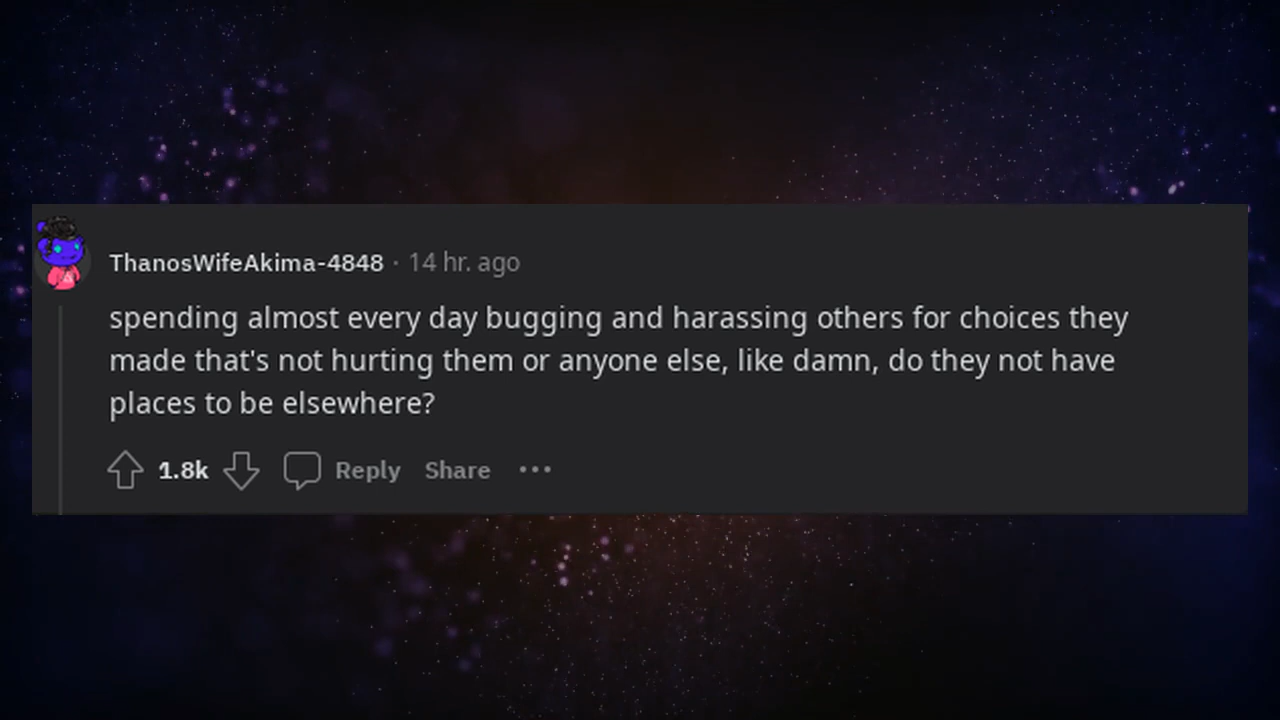 ThanosWifeAkima-4848 · 14 hr. ago
spending almost every day bugging and harassing others for choices they
made that's not hurting them or anyone else, like damn, do they not have
places to be elsewhere?
1.8k Reply Share